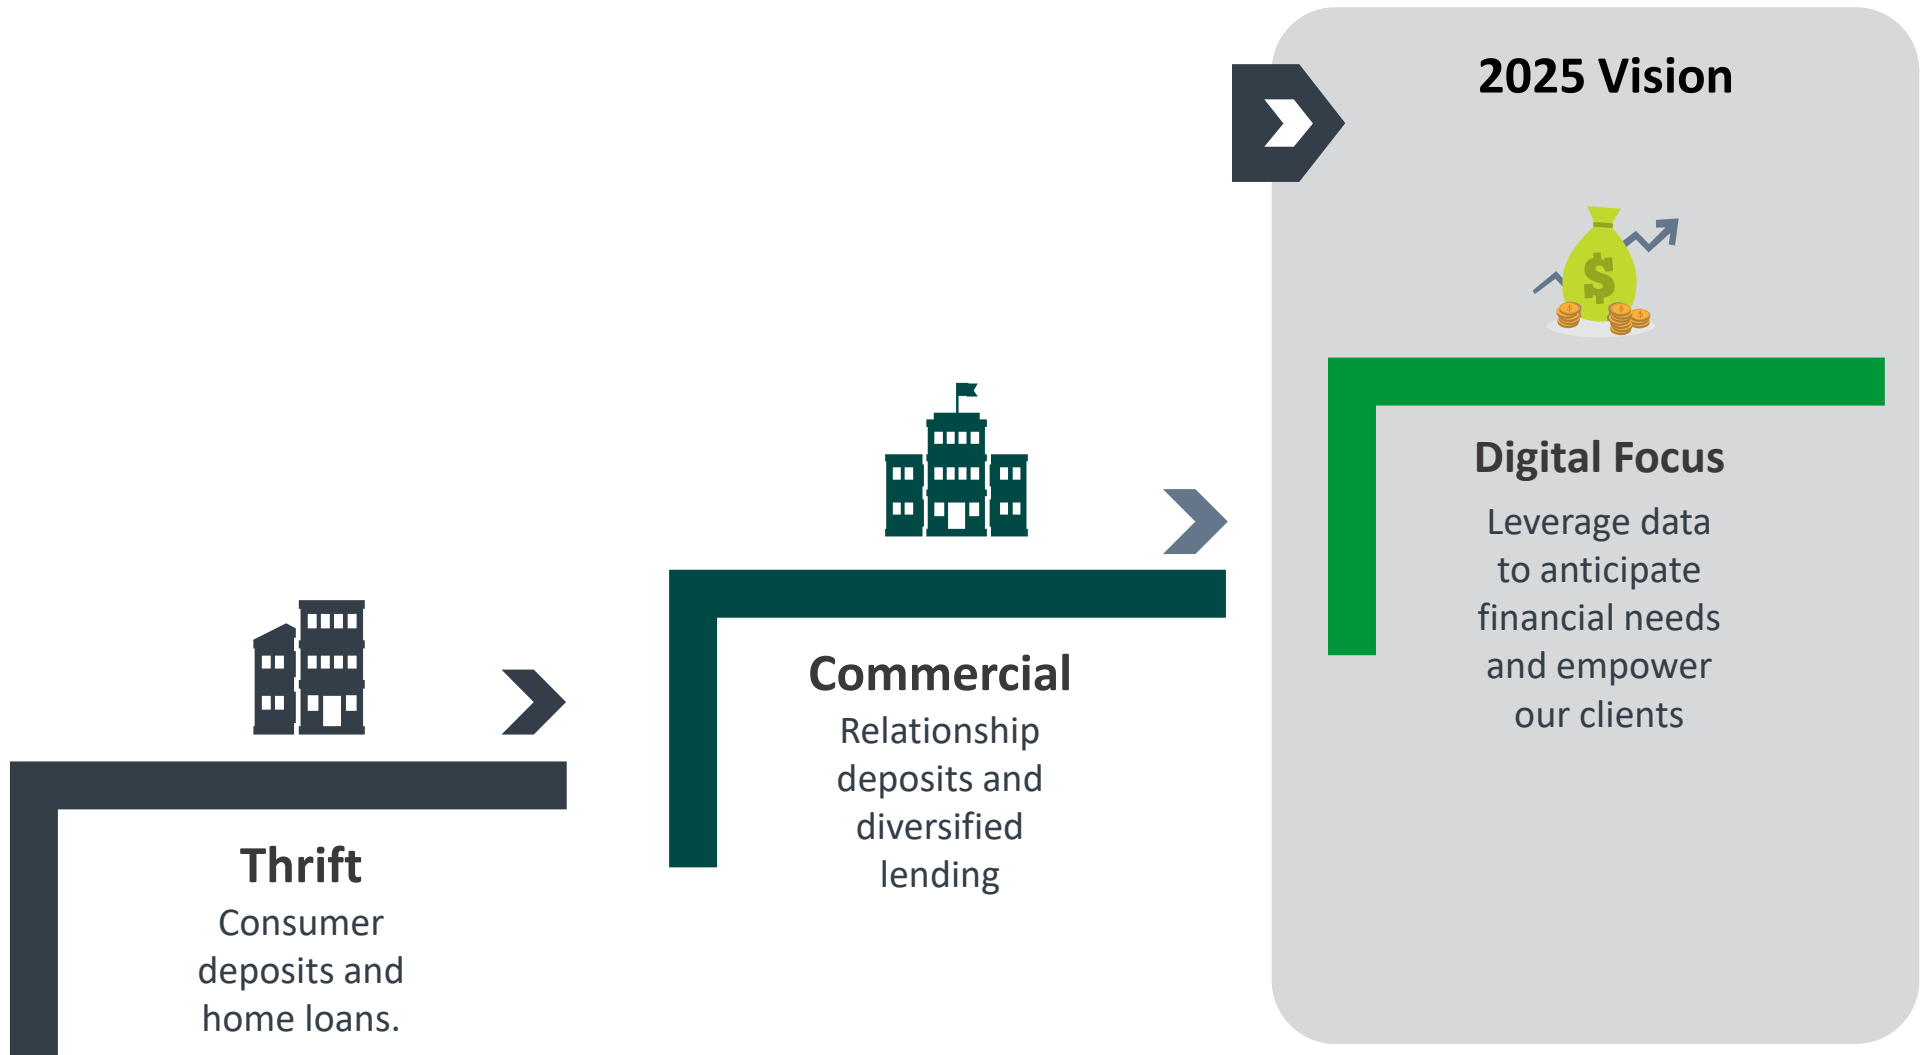 2025 Vision
$
Digital Focus
Leverage data
to anticipate
financial needs
and empower
our clients
Commercial
Relationship
deposits and
diversified
lending
Thrift
Consumer
deposits and
home loans.